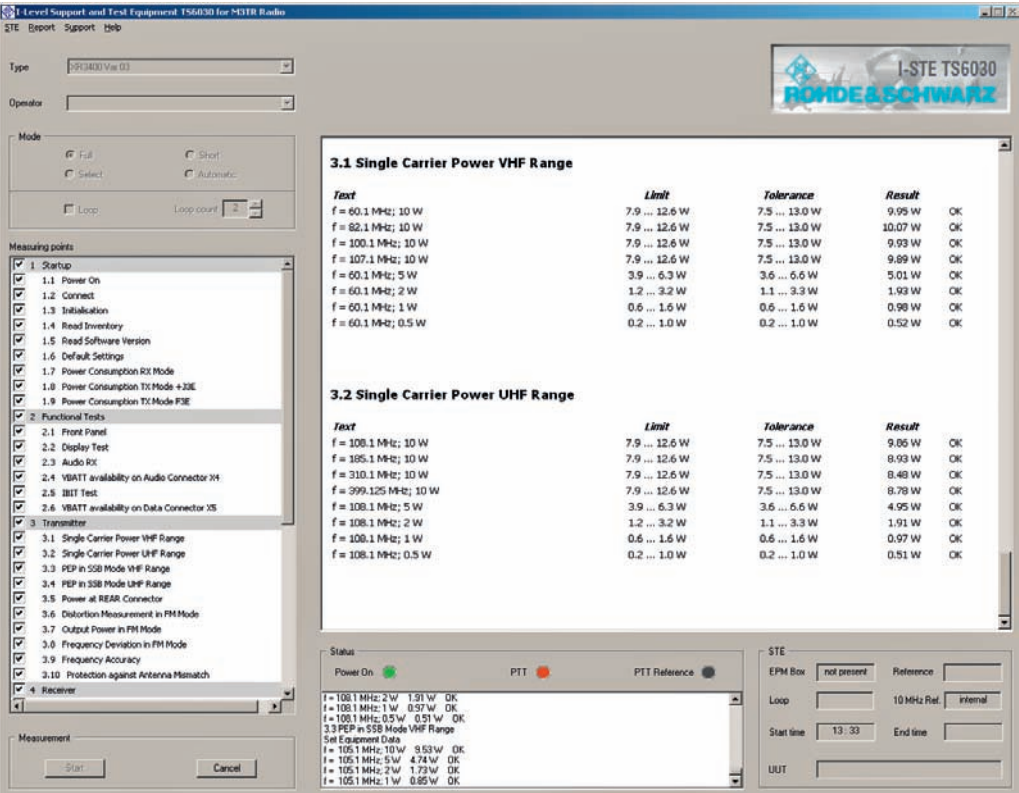 I-Level Support and Test Equipment TS6030 for M3TR Radio
STE Report Support Help
Type XR3400 Var 03
Operator
I-STE TS6030
ROHDE & SCHWARZ
Mode
Full Short
Select Automatic
Loop Loop count 2
Measuring points
1 Startup
1.1 Power On
1.2 Connect
1.3 Initialisation
1.4 Read Inventory
1.5 Read Software Version
1.6 Default Settings
1.7 Power Consumption RX Mode
1.8 Power Consumption TX Mode +J3E
1.9 Power Consumption TX Mode F3E
2 Functional Tests
2.1 Front Panel
2.2 Display Test
2.3 Audio RX
2.4 VBATT availability on Audio Connector X4
2.5 IBIT Test
2.6 VBATT availability on Data Connector X5
3 Transmitter
3.1 Single Carrier Power VHF Range
3.2 Single Carrier Power UHF Range
3.3 PEP in SSB Mode VHF Range
3.4 PEP in SSB Mode UHF Range
3.5 Power at REAR Connector
3.6 Distortion Measurement in FM Mode
3.7 Output Power in FM Mode
3.8 Frequency Deviation in FM Mode
3.9 Frequency Accuracy
3.10 Protection against Antenna Mismatch
4 Receiver
Measurement
Start Cancel
3.1 Single Carrier Power VHF Range
Text Limit Tolerance Result
f = 60.1 MHz; 10 W 7.9 ... 12.6 W 7.5 ... 13.0 W 9.95 W OK
f = 82.1 MHz; 10 W 7.9 ... 12.6 W 7.5 ... 13.0 W 10.07 W OK
f = 100.1 MHz; 10 W 7.9 ... 12.6 W 7.5 ... 13.0 W 9.93 W OK
f = 107.1 MHz; 10 W 7.9 ... 12.6 W 7.5 ... 13.0 W 9.89 W OK
f = 60.1 MHz; 5 W 3.9 ... 6.3 W 3.6 ... 6.6 W 5.01 W OK
f = 60.1 MHz; 2 W 1.2 ... 3.2 W 1.1 ... 3.3 W 1.93 W OK
f = 60.1 MHz; 1 W 0.6 ... 1.6 W 0.6 ... 1.6 W 0.98 W OK
f = 60.1 MHz; 0.5 W 0.2 ... 1.0 W 0.2 ... 1.0 W 0.52 W OK
3.2 Single Carrier Power UHF Range
Text Limit Tolerance Result
f = 108.1 MHz; 10 W 7.9 ... 12.6 W 7.5 ... 13.0 W 9.86 W OK
f = 185.1 MHz; 10 W 7.9 ... 12.6 W 7.5 ... 13.0 W 8.93 W OK
f = 310.1 MHz; 10 W 7.9 ... 12.6 W 7.5 ... 13.0 W 8.48 W OK
f = 399.125 MHz; 10 W 7.9 ... 12.6 W 7.5 ... 13.0 W 8.78 W OK
f = 108.1 MHz; 5 W 3.9 ... 6.3 W 3.6 ... 6.6 W 4.95 W OK
f = 108.1 MHz; 2 W 1.2 ... 3.2 W 1.1 ... 3.3 W 1.91 W OK
f = 108.1 MHz; 1 W 0.6 ... 1.6 W 0.6 ... 1.6 W 0.97 W OK
f = 108.1 MHz; 0.5 W 0.2 ... 1.0 W 0.2 ... 1.0 W 0.51 W OK
Status
Power On PTT PTT Reference
f = 108.1 MHz; 2 W 1.91 W OK
f = 108.1 MHz; 1 W 0.97 W OK
f = 108.1 MHz; 0.5 W 0.51 W OK
3.3 PEP in SSB Mode VHF Range
Set Equipment Data
f = 105.1 MHz; 10 W 9.53 W OK
f = 105.1 MHz; 5 W 4.74 W OK
f = 105.1 MHz; 2 W 1.73 W OK
f = 105.1 MHz; 1 W 0.85 W OK
STE
EPM Box not present Reference
Loop 10 MHz Ref. internal
Start time 13:33 End time
UUT